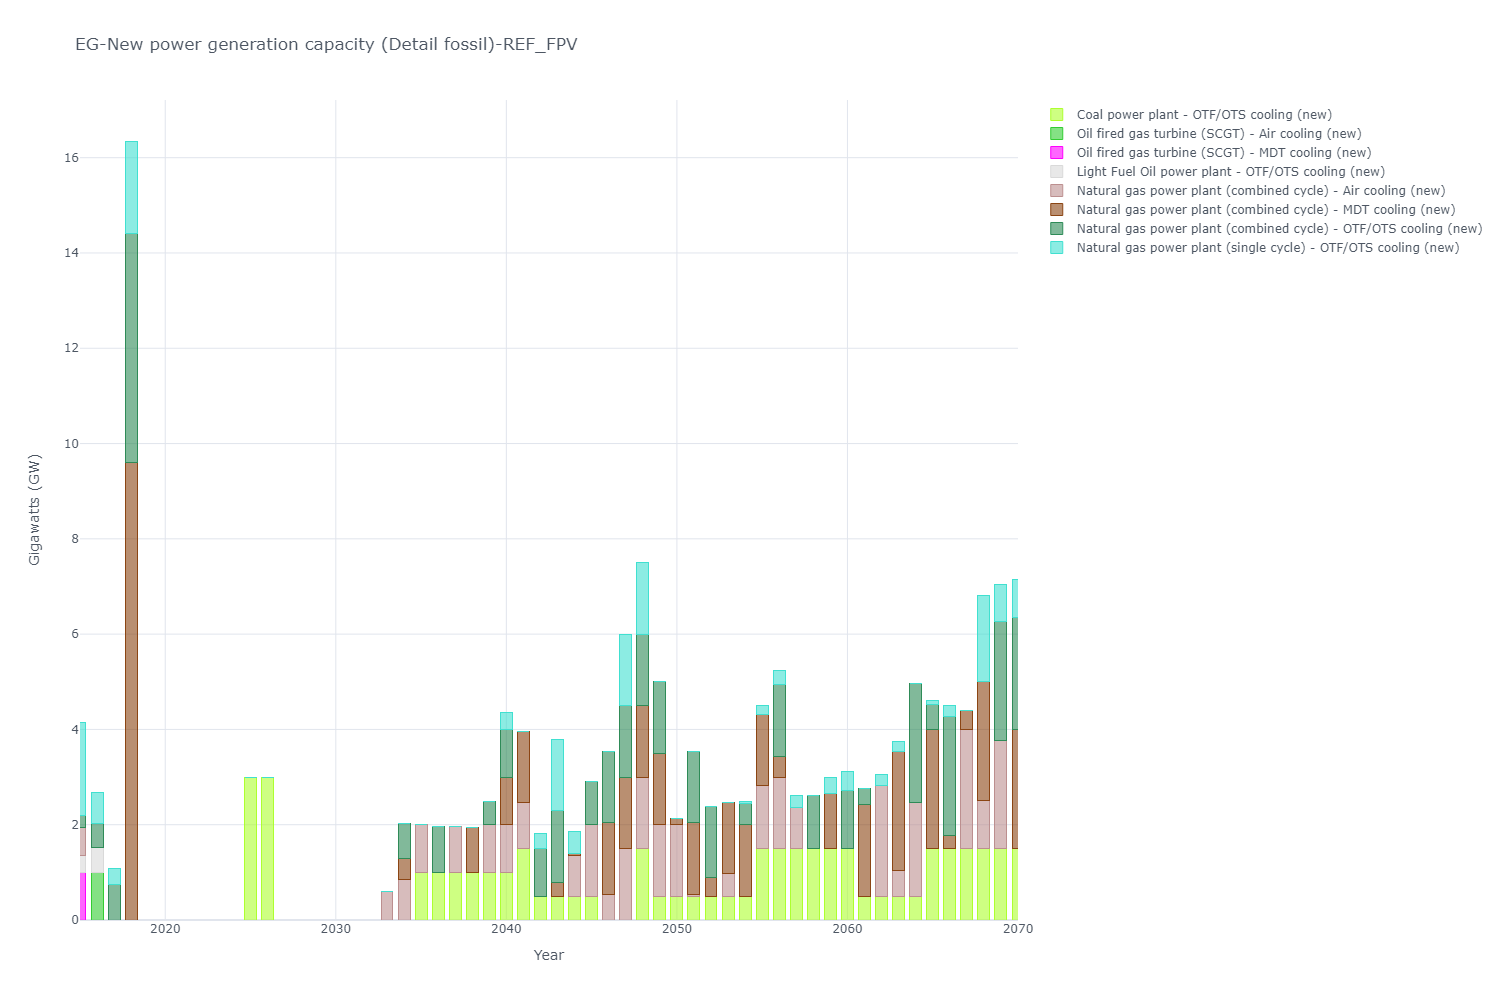 EG-New power generation capacity (Detail fossil)-REF_FPV
Coal power plant - OTF/OTS cooling (new)
Oil fired gas turbine (SCGT) - Air cooling (new)
Oil fired gas turbine (SCGT) - MDT cooling (new)
Light Fuel Oil power plant - OTF/OTS cooling (new)
Natural gas power plant (combined cycle) - Air cooling (new)
Natural gas power plant (combined cycle) - MDT cooling (new)
Natural gas power plant (combined cycle) - OTF/OTS cooling (new)
Natural gas power plant (single cycle) - OTF/OTS cooling (new)
16
14
12
10
8
6
4
2
0
Gigawatts (GW)
2020 2030 2040 2050 2060 2070
Year